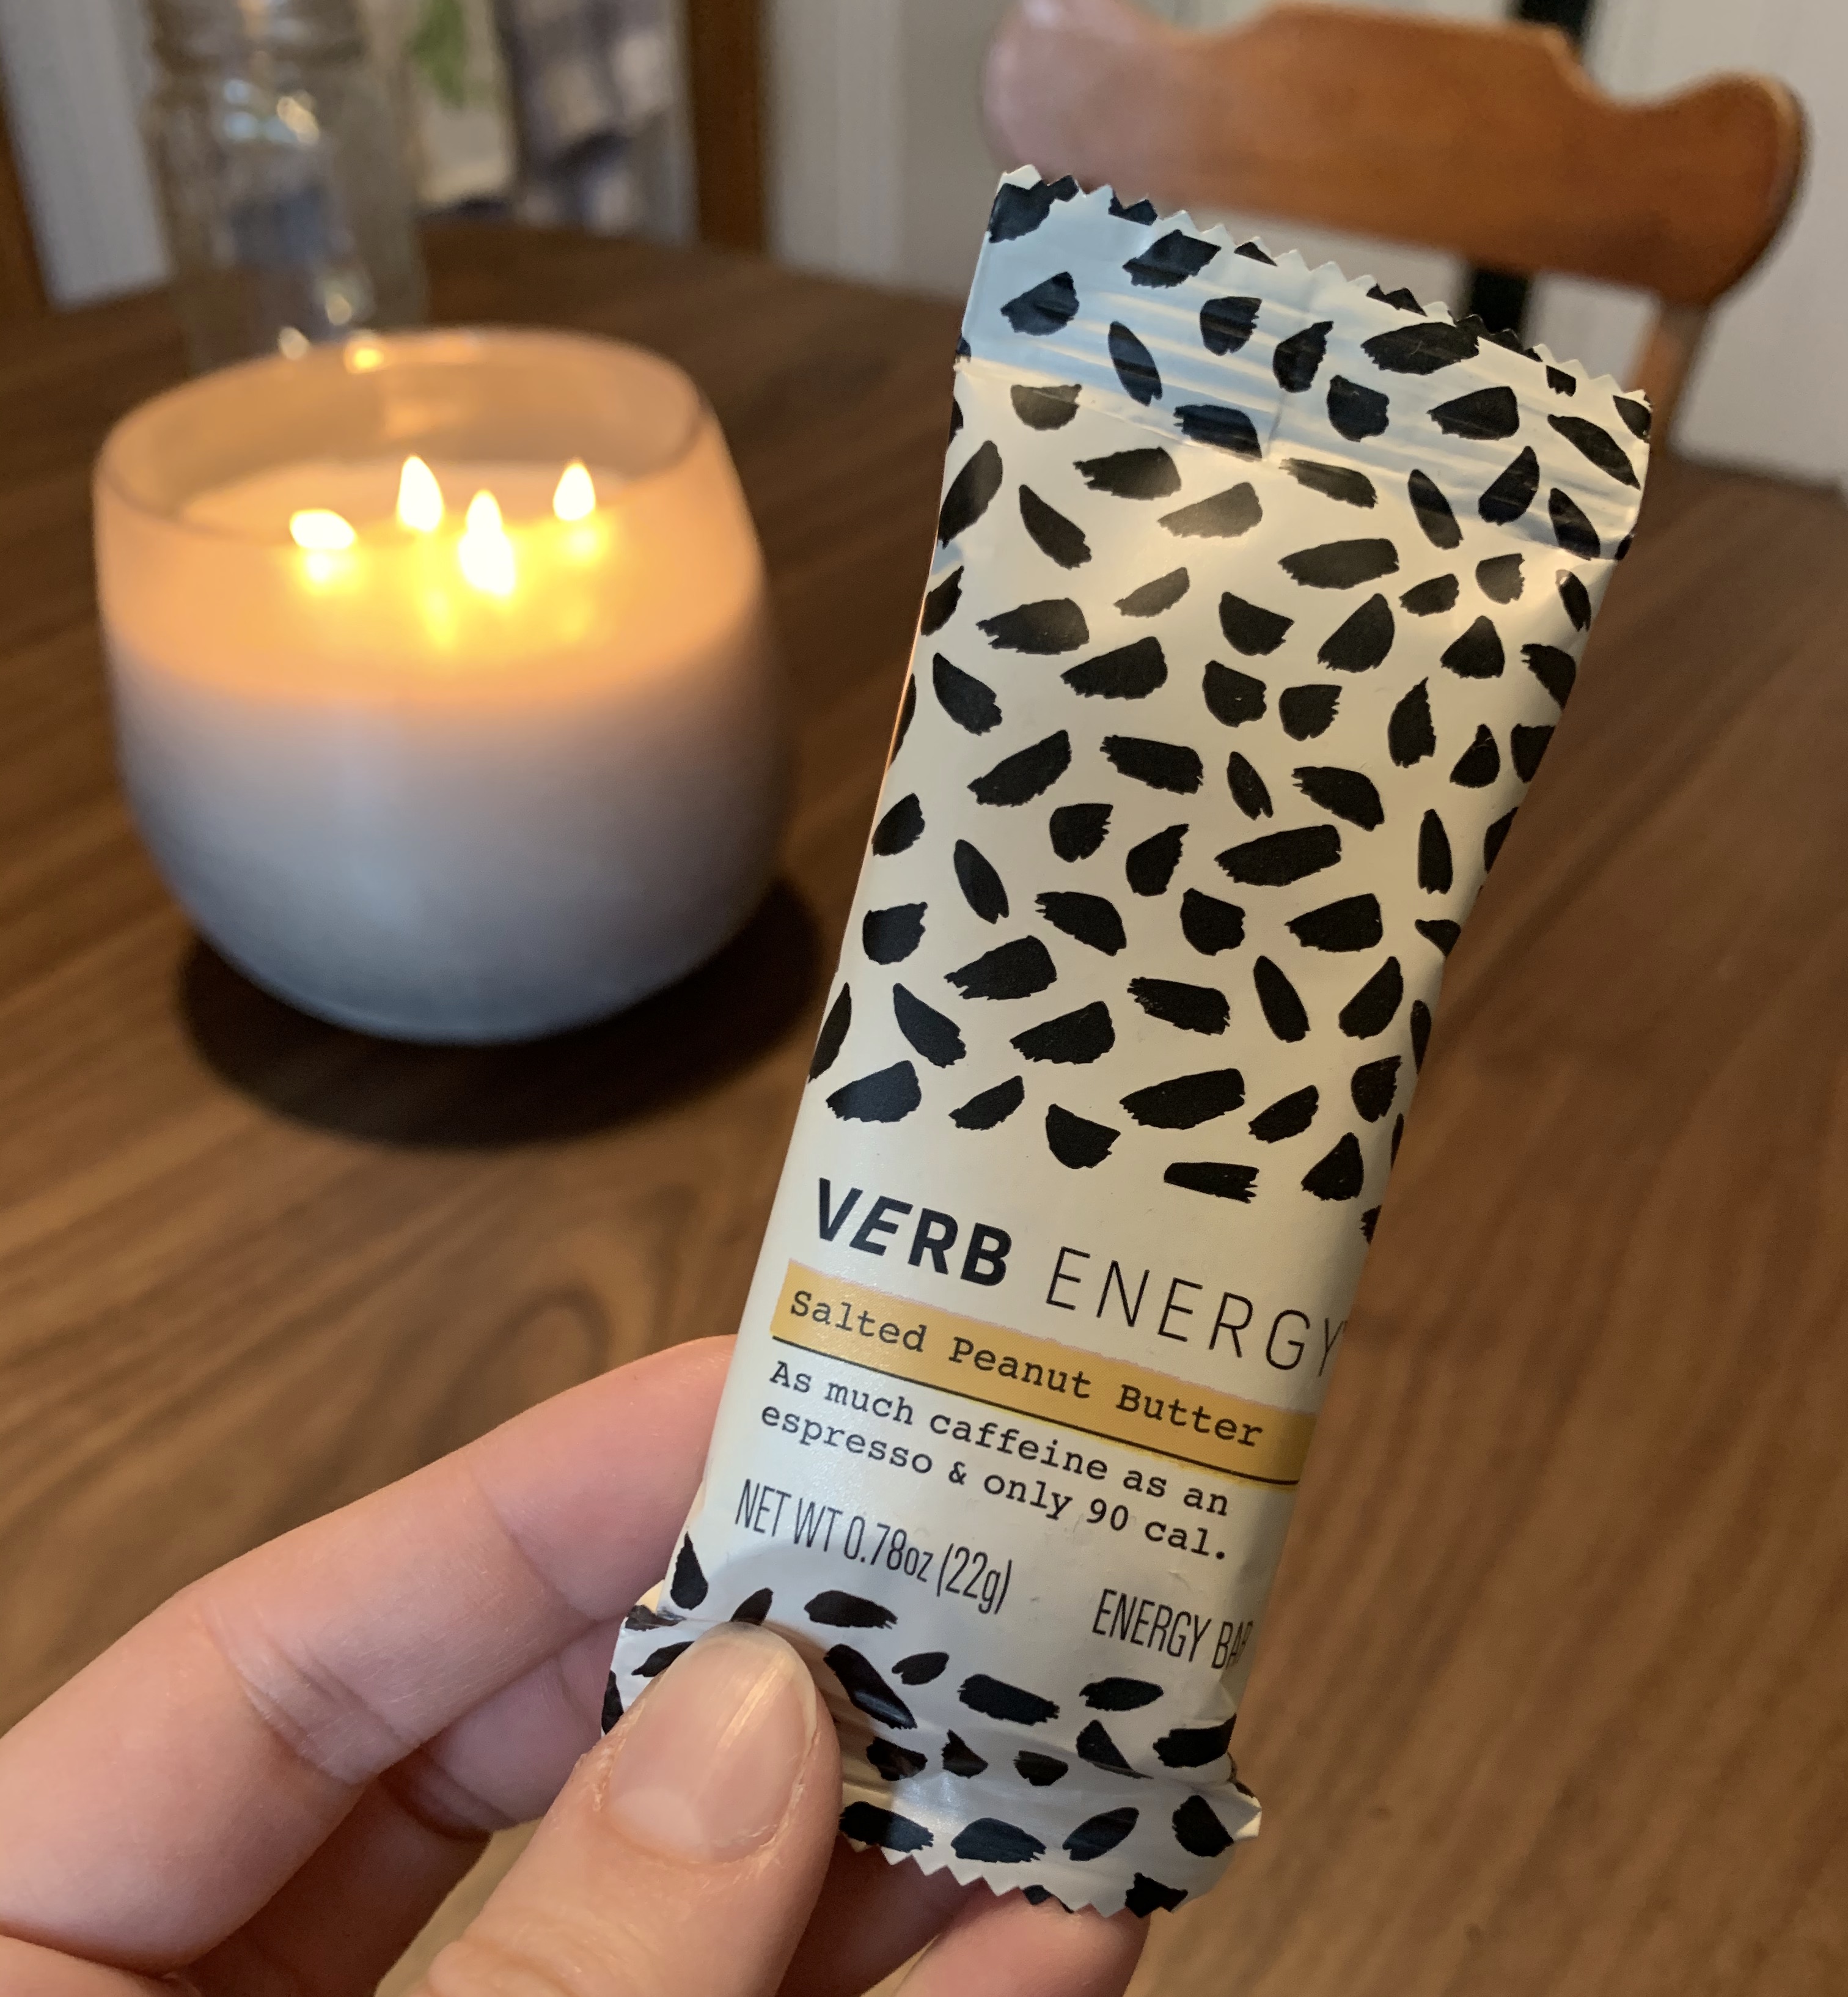 VERB ENERGY
Salted Peanut Butter
As much caffeine as an
espresso & only 90 cal.
NET WT 0.78oz (22g) ENERGY BAR